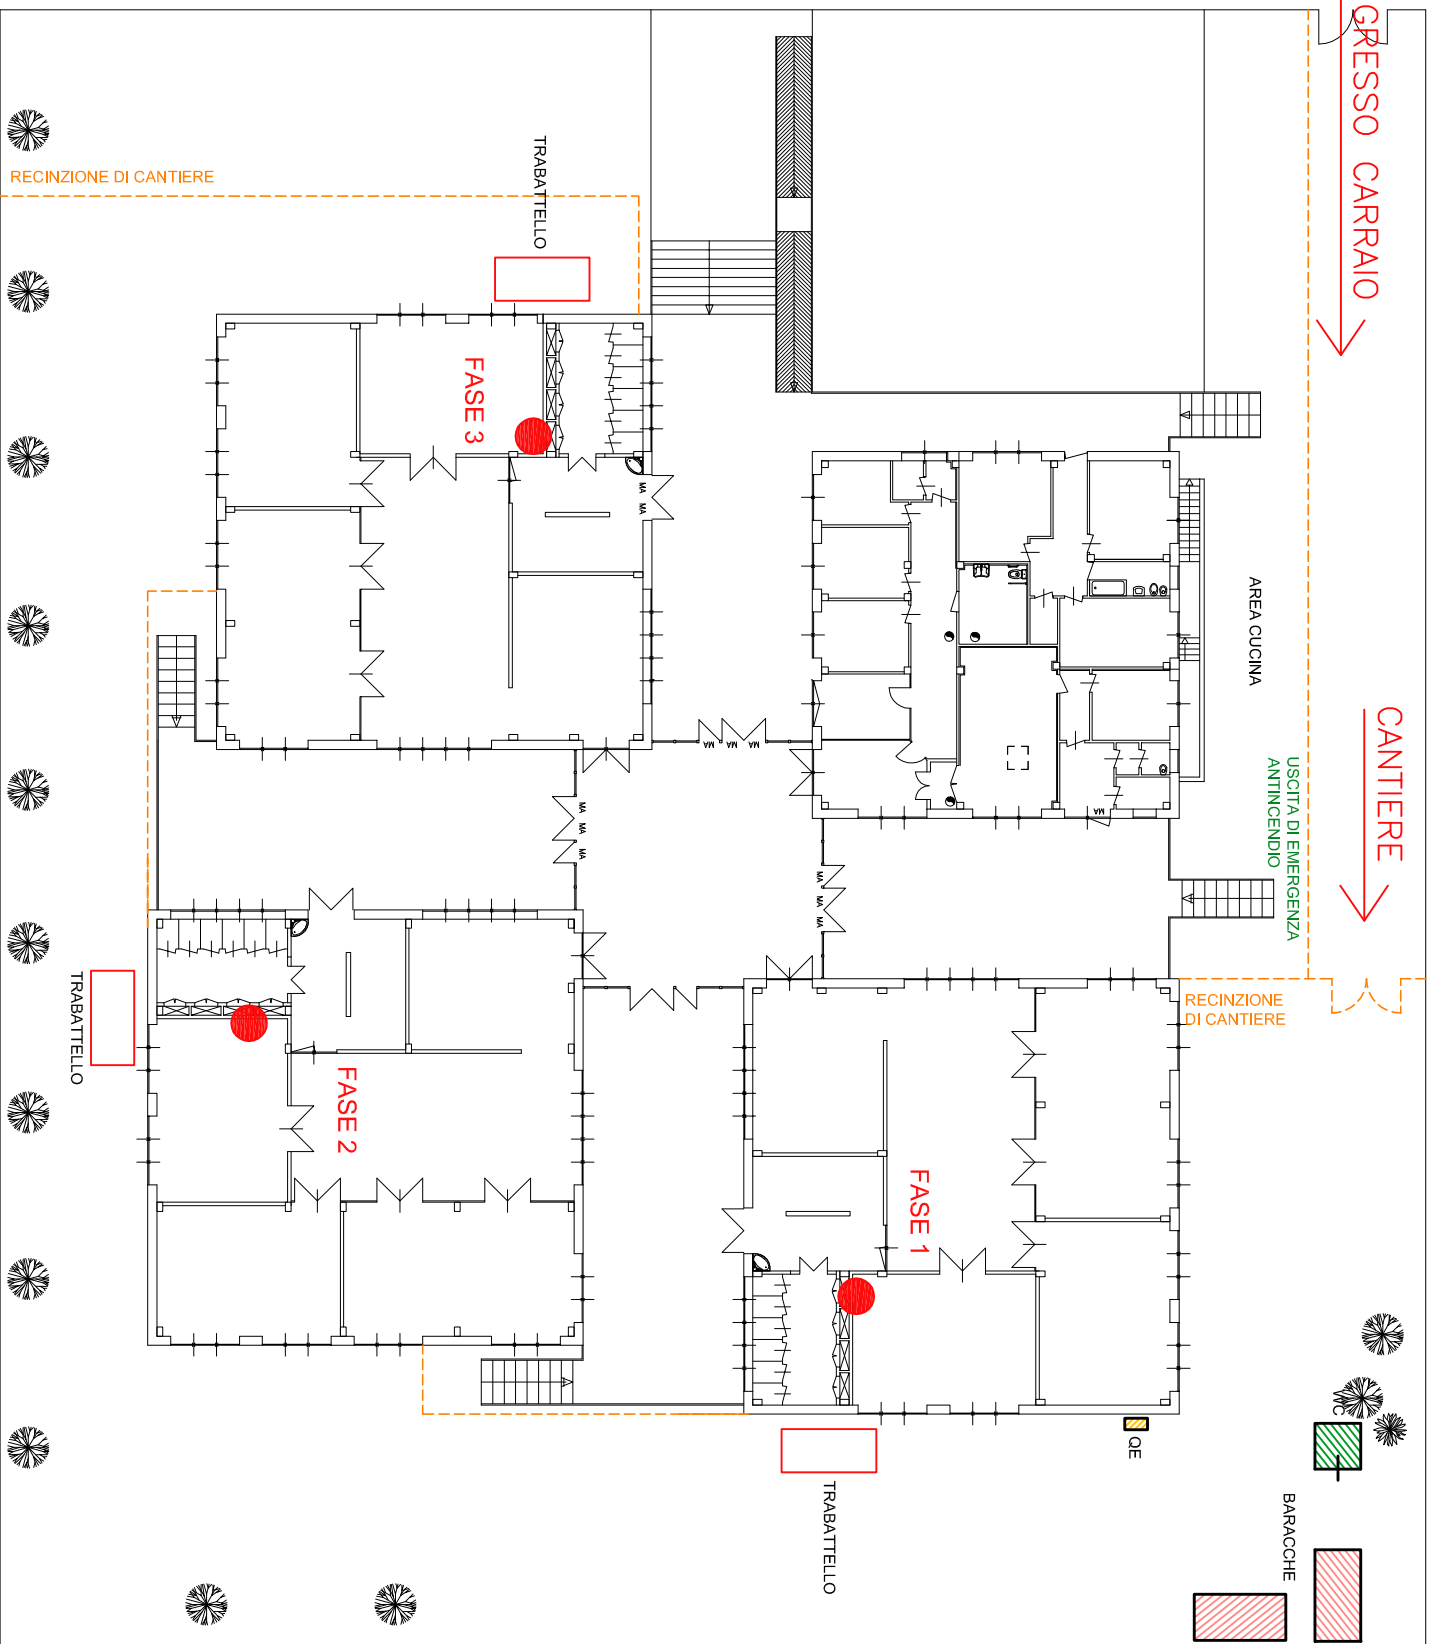 GRESSO CARRAIO
RECINZIONE DI CANTIERE
TRABATTELLO
FASE 3
MA MA
AREA CUCINA
CANTIERE
USCITA DI EMERGENZA
ANTINCENDIO
MA MA MA
MA
MA MA MA
MA MA MA
RECINZIONE
DI CANTIERE
TRABATTELLO
FASE 2
FASE 1
QE
TRABATTELLO
BARACCHE